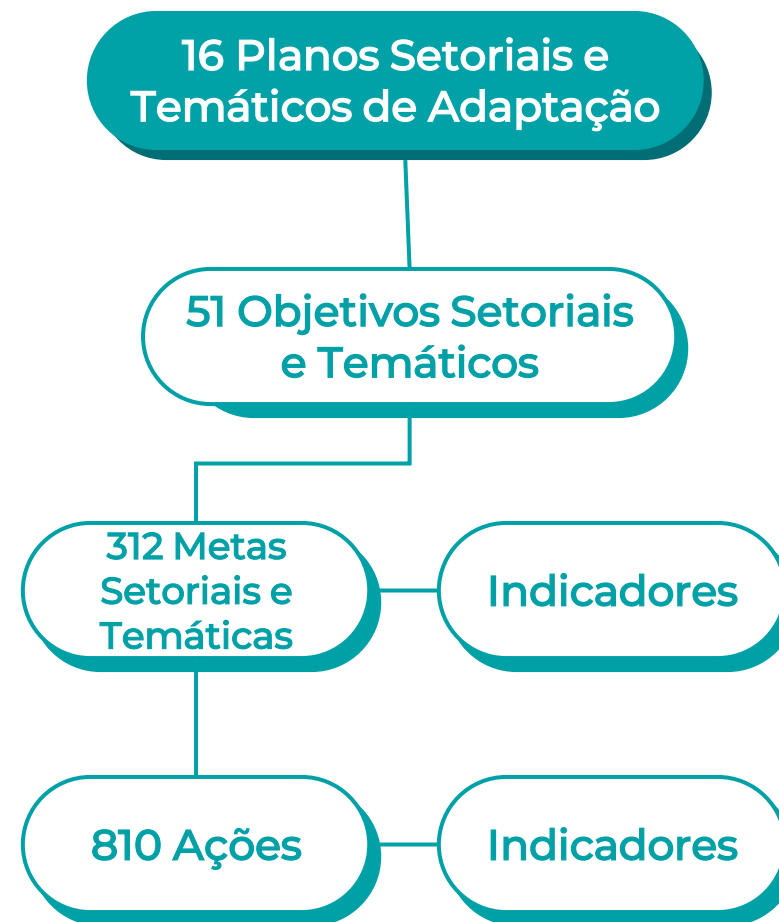 16 Planos Setoriais e
Temáticos de Adaptação
51 Objetivos Setoriais
e Temáticos
312 Metas
Setoriais e
Temáticas
Indicadores
810 Ações
Indicadores